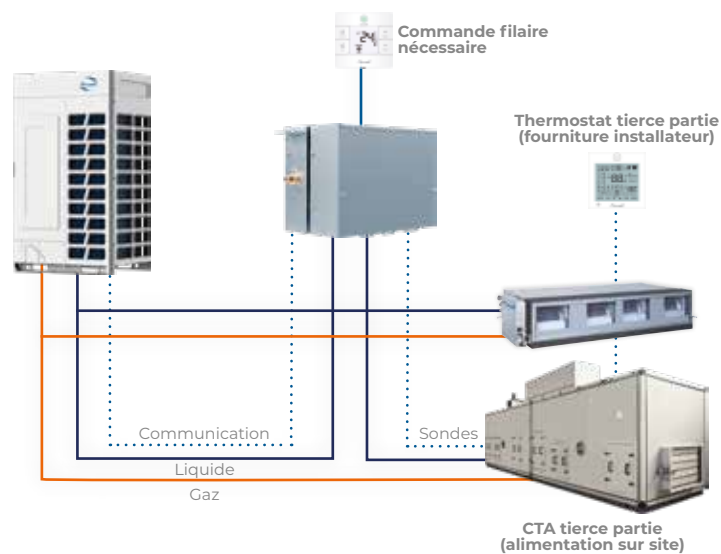 Commande filaire
nécessaire
Thermostat tierce partie
(fourniture installateur)
Communication
Sondes
Liquide
Gaz
CTA tierce partie
(alimentation sur site)